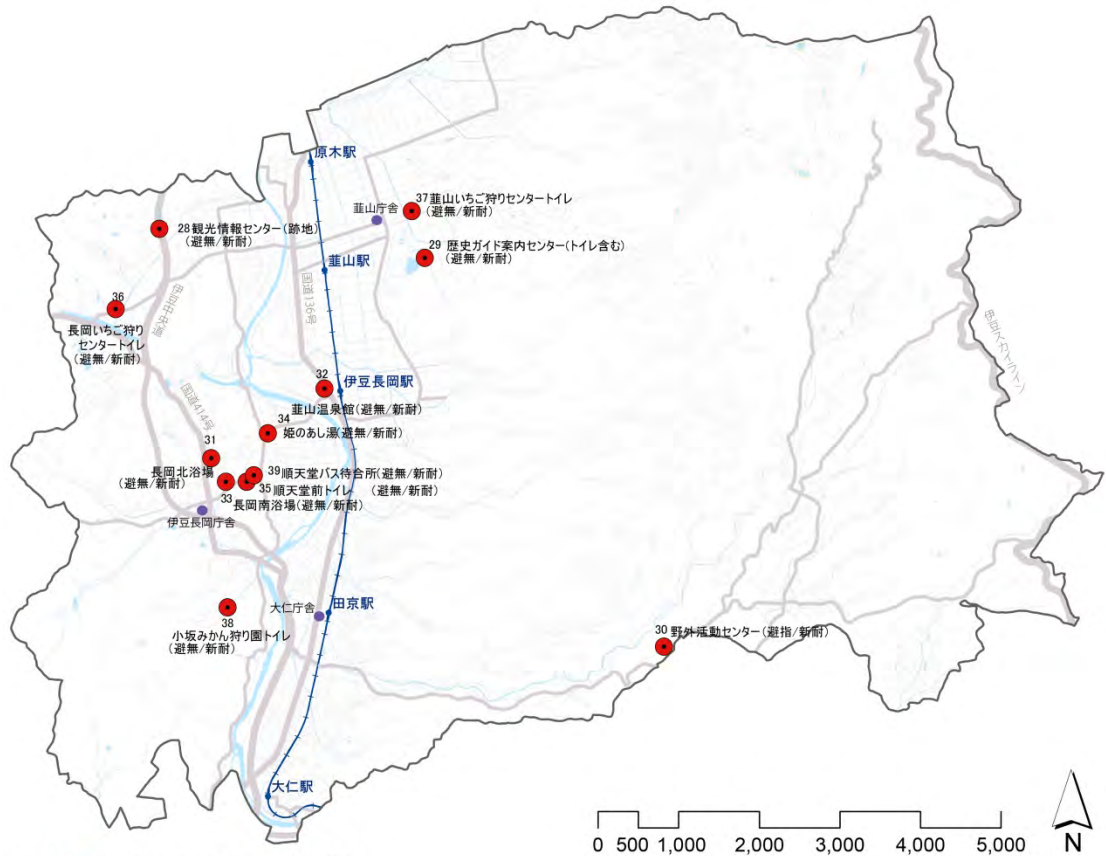 原木駅
37韮山いちご狩りセンタートイレ
(避無/新耐)
韮山庁舎
28観光情報センター(跡地)
(避無/新耐)
29 歴史ガイド案内センター(トイレ含む)
(避無/新耐)
韮山駅
国道136号
伊豆中央道
36
長岡いちご狩り
センタートイレ
(避無/新耐)
伊豆スカイライン
32
伊豆長岡駅
韮山温泉館(避無/新耐)
国道414号
34
姫のあし湯(避無/新耐)
31
長岡北浴場
(避無/新耐)
39順天堂バス待合所(避無/新耐)
35 順天堂前トイレ (避無/新耐)
33
長岡南浴場(避無/新耐)
伊豆長岡庁舎
大仁庁舎
田京駅
38
小坂みかん狩り園トイレ
(避無/新耐)
30 野外活動センター(避指/新耐)
大仁駅
0 500 1,000 2,000 3,000 4,000 5,000
N